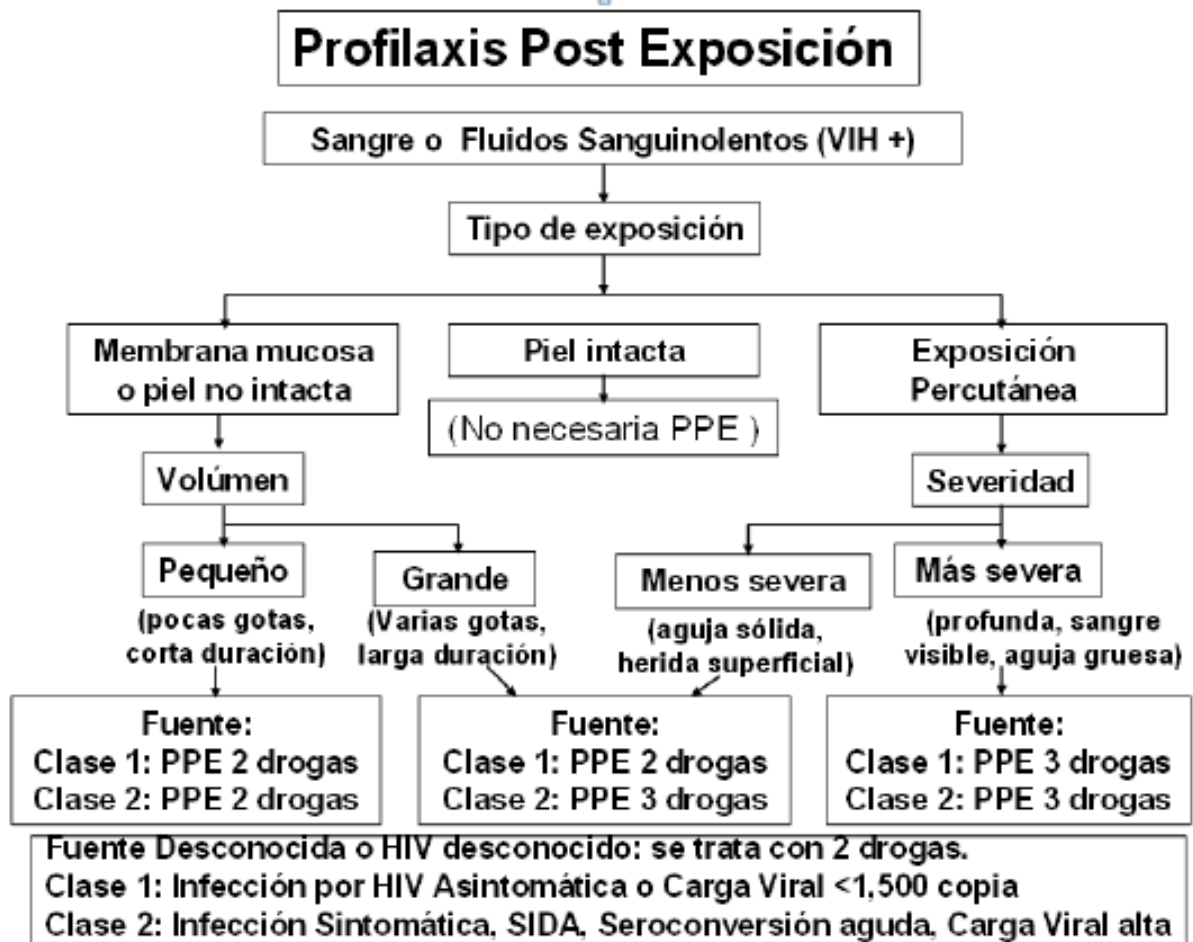 Profilaxis Post Exposición
Sangre o Fluidos Sanguinolentos (VIH +)
Tipo de exposición
Membrana mucosa
o piel no intacta
Piel intacta
Exposición
Percutánea
(No necesaria PPE )
Volúmen
Severidad
Pequeño
(pocas gotas,
corta duración)
Grande
(Varias gotas,
larga duración)
Menos severa
(aguja sólida,
herida superficial)
Más severa
(profunda, sangre
visible, aguja gruesa)
Fuente:
Clase 1: PPE 2 drogas
Clase 2: PPE 2 drogas
Fuente:
Clase 1: PPE 2 drogas
Clase 2: PPE 3 drogas
Fuente:
Clase 1: PPE 3 drogas
Clase 2: PPE 3 drogas
Fuente Desconocida o HIV desconocido: se trata con 2 drogas.
Clase 1: Infección por HIV Asintomática o Carga Viral <1,500 copia
Clase 2: Infección Sintomática, SIDA, Seroconversión aguda, Carga Viral alta